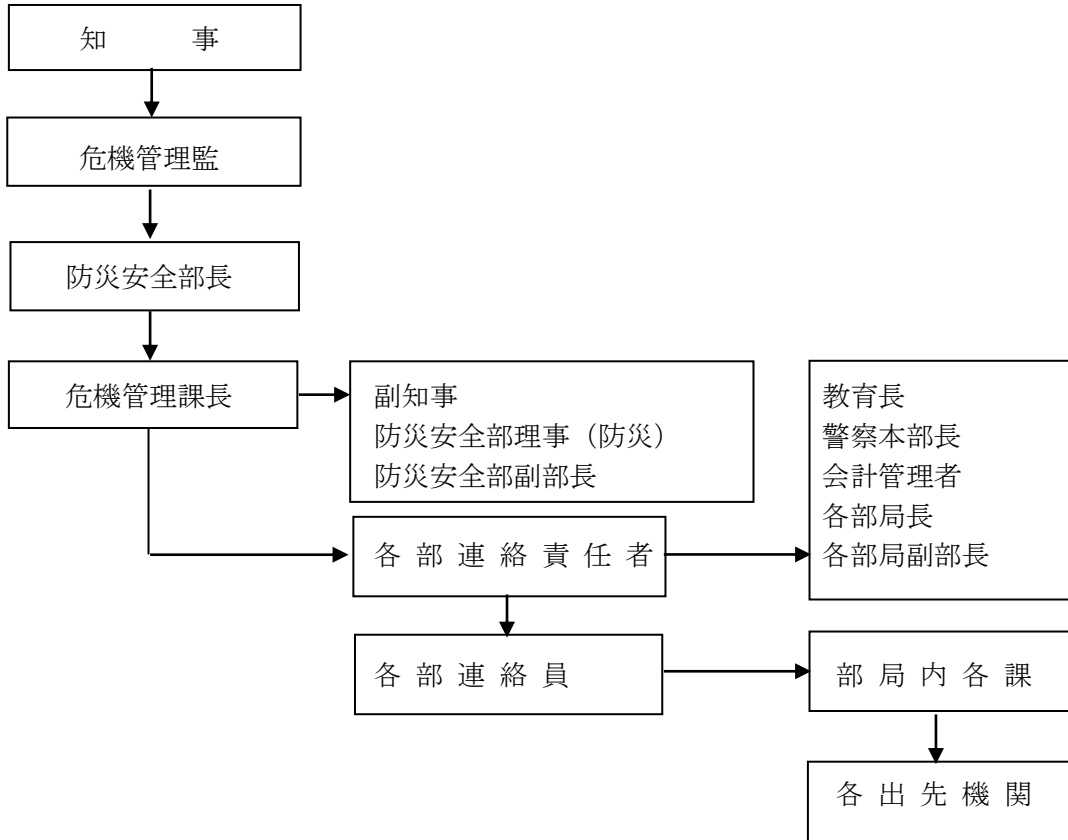 知 事
危機管理監
防災安全部長
危機管理課長
副知事
防災安全部理事（防災）
防災安全部副部長
教育長
警察本部長
会計管理者
各部局長
各部局副部長
各 部 連 絡 責 任 者
各 部 連 絡 員
部 局 内 各 課
各 出 先 機 関